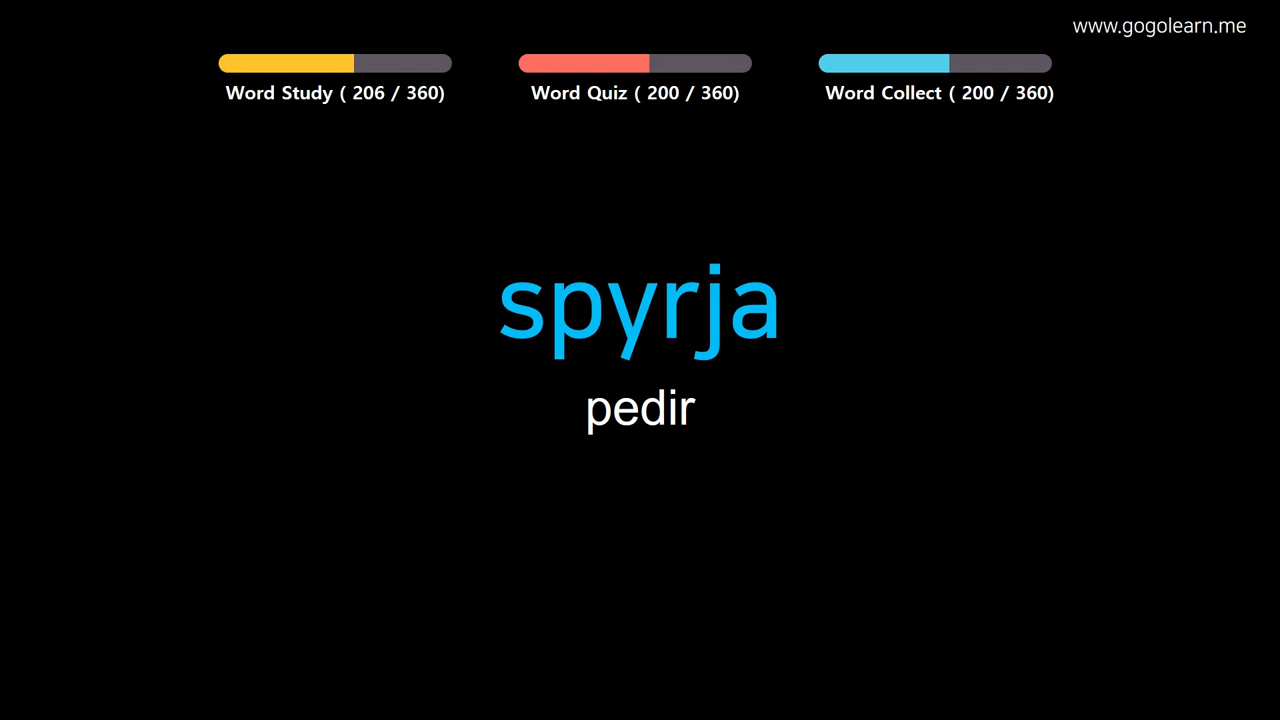 www.gogolearn.me
Word Study ( 206 / 360)
Word Quiz ( 200 / 360)
Word Collect ( 200 / 360)
spyrja
pedir